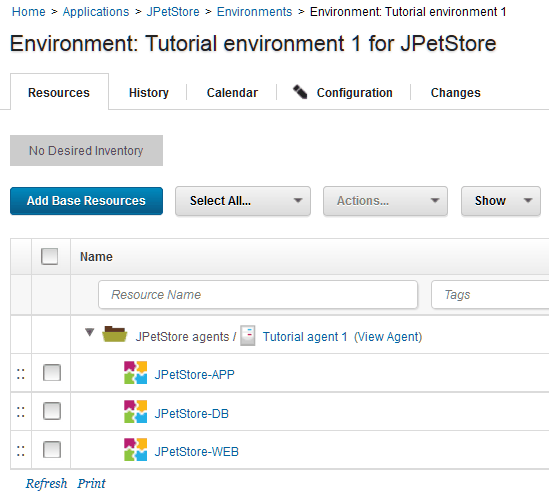 Home > Applications > JPetStore > Environments > Environment: Tutorial environment 1
Environment: Tutorial environment 1 for JPetStore
Resources History Calendar Configuration Changes
No Desired Inventory
Add Base Resources Select All... Actions... Show
Name
Resource Name Tags
JPetStore agents / Tutorial agent 1 (View Agent)
JPetStore-APP
JPetStore-DB
JPetStore-WEB
Refresh Print